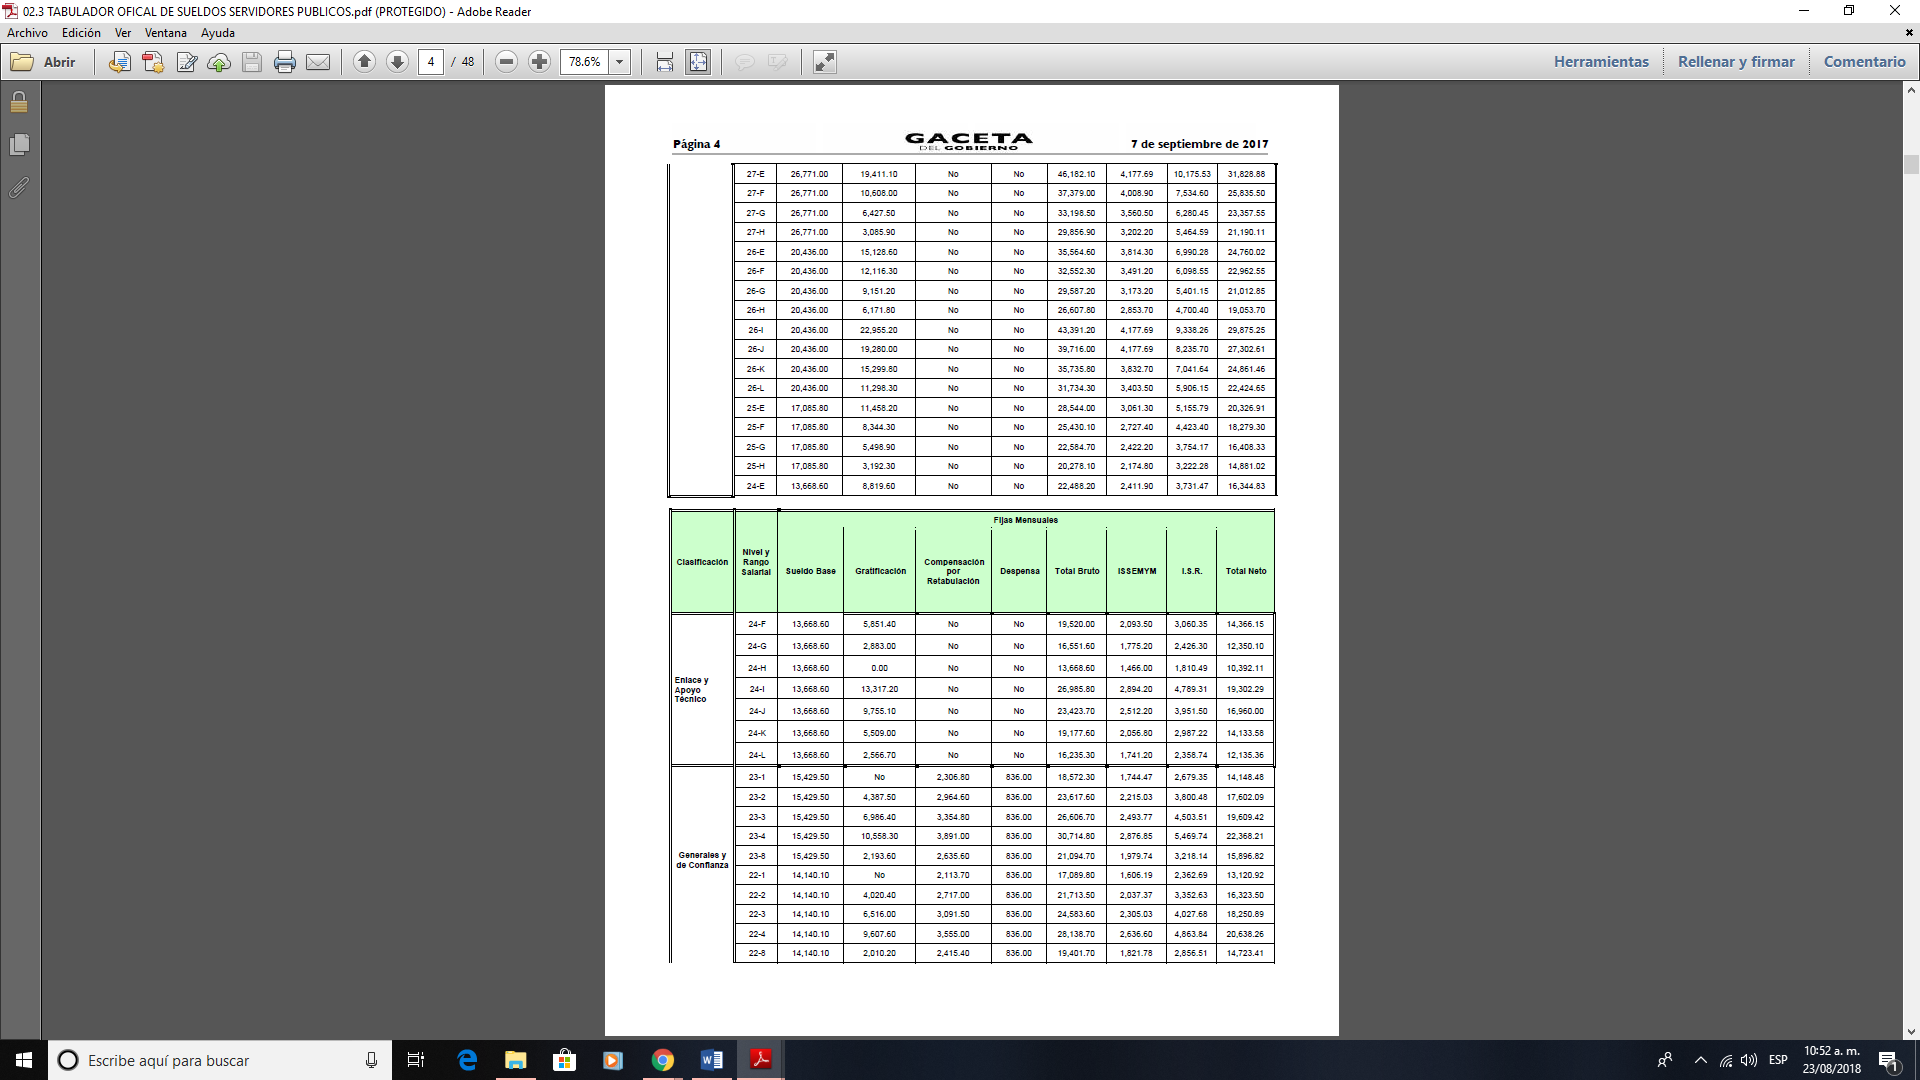 02.3 TABULADOR OFICAL DE SUELDOS SERVIDORES PUBLICOS.pdf (PROTEGIDO) - Adobe Reader
Archivo Edición Ver Ventana Ayuda
Abrir 4 / 48 78.6% Herramientas Rellenar y firmar Comentario
Página 4 GACETA DEL GOBIERNO 7 de septiembre de 2017
27-E 26,771.00 19,411.10 No No 46,182.10 4,177.69 10,175.53 31,828.88
27-F 26,771.00 10,608.00 No No 37,379.00 4,008.90 7,534.60 25,835.50
27-G 26,771.00 6,427.50 No No 33,198.50 3,560.50 6,280.45 23,357.55
27-H 26,771.00 3,085.90 No No 29,856.90 3,202.20 5,464.59 21,190.11
26-E 20,436.00 15,128.60 No No 35,564.60 3,814.30 6,990.28 24,760.02
26-F 20,436.00 12,116.30 No No 32,552.30 3,491.20 6,098.55 22,962.55
26-G 20,436.00 9,151.20 No No 29,587.20 3,173.20 5,401.15 21,012.85
26-H 20,436.00 6,171.80 No No 26,607.80 2,853.70 4,700.40 19,053.70
26-I 20,436.00 22,955.20 No No 43,391.20 4,177.69 9,338.26 29,875.25
26-J 20,436.00 19,280.00 No No 39,716.00 4,177.69 8,235.70 27,302.61
26-K 20,436.00 15,299.80 No No 35,735.80 3,832.70 7,041.64 24,861.46
26-L 20,436.00 11,298.30 No No 31,734.30 3,403.50 5,906.15 22,424.65
25-E 17,085.80 11,458.20 No No 28,544.00 3,061.30 5,155.79 20,326.91
25-F 17,085.80 8,344.30 No No 25,430.10 2,727.40 4,423.40 18,279.30
25-G 17,085.80 5,498.90 No No 22,584.70 2,422.20 3,754.17 16,408.33
25-H 17,085.80 3,192.30 No No 20,278.10 2,174.80 3,222.28 14,881.02
24-E 13,668.60 8,819.60 No No 22,488.20 2,411.90 3,731.47 16,344.83
Fijas Mensuales
Clasificación Nivel y Rango Salarial Sueldo Base Gratificación Compensación por Retabulación Despensa Total Bruto ISSEMYM I.S.R. Total Neto
Enlace y Apoyo Técnico
24-F 13,668.60 5,851.40 No No 19,520.00 2,093.50 3,060.35 14,366.15
24-G 13,668.60 2,883.00 No No 16,551.60 1,775.20 2,426.30 12,350.10
24-H 13,668.60 0.00 No No 13,668.60 1,466.00 1,810.49 10,392.11
24-I 13,668.60 13,317.20 No No 26,985.80 2,894.20 4,789.31 19,302.29
24-J 13,668.60 9,755.10 No No 23,423.70 2,512.20 3,951.50 16,960.00
24-K 13,668.60 5,509.00 No No 19,177.60 2,056.80 2,987.22 14,133.58
24-L 13,668.60 2,566.70 No No 16,235.30 1,741.20 2,358.74 12,135.36
Generales y de Confianza
23-1 15,429.50 No 2,306.80 836.00 18,572.30 1,744.47 2,679.35 14,148.48
23-2 15,429.50 4,387.50 2,964.60 836.00 23,617.60 2,215.03 3,800.48 17,602.09
23-3 15,429.50 6,986.40 3,354.80 836.00 26,606.70 2,493.77 4,503.51 19,609.42
23-4 15,429.50 10,558.30 3,891.00 836.00 30,714.80 2,876.85 5,469.74 22,368.21
23-8 15,429.50 2,193.60 2,635.60 836.00 21,094.70 1,979.74 3,218.14 15,896.82
22-1 14,140.10 No 2,113.70 836.00 17,089.80 1,606.19 2,362.69 13,120.92
22-2 14,140.10 4,020.40 2,717.00 836.00 21,713.50 2,037.37 3,352.63 16,323.50
22-3 14,140.10 6,516.00 3,091.50 836.00 24,583.60 2,305.03 4,027.68 18,250.89
22-4 14,140.10 9,607.60 3,555.00 836.00 28,138.70 2,636.60 4,863.84 20,638.26
22-8 14,140.10 2,010.20 2,415.40 836.00 19,401.70 1,821.78 2,856.51 14,723.41
Escribe aquí para buscar ESP 10:52 a. m.
23/08/2018 1